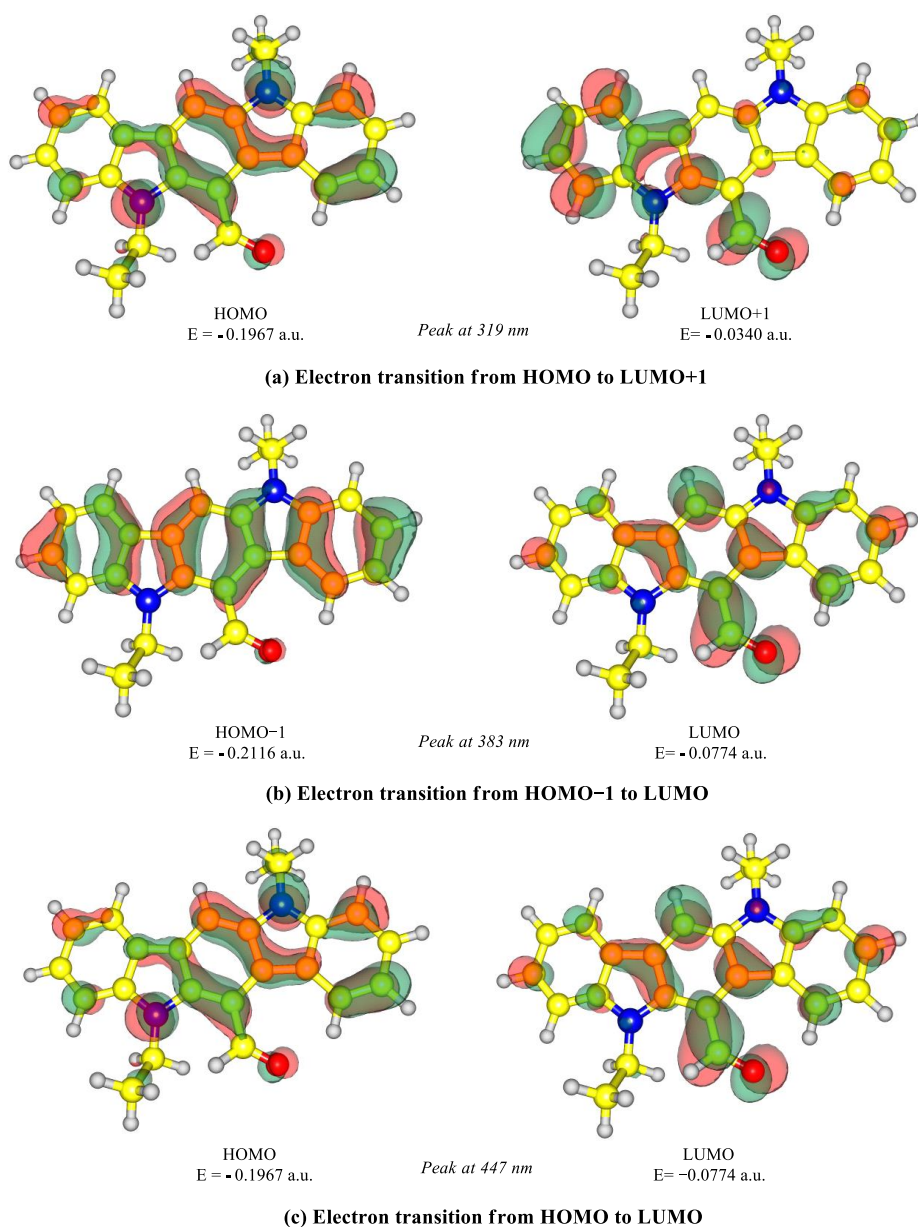 HOMO
E = -0.1967 a.u.
Peak at 319 nm
LUMO+1
E= -0.0340 a.u.
(a) Electron transition from HOMO to LUMO+1
HOMO−1
E = -0.2116 a.u.
Peak at 383 nm
LUMO
E= -0.0774 a.u.
(b) Electron transition from HOMO−1 to LUMO
HOMO
E = -0.1967 a.u.
Peak at 447 nm
LUMO
E= −0.0774 a.u.
(c) Electron transition from HOMO to LUMO